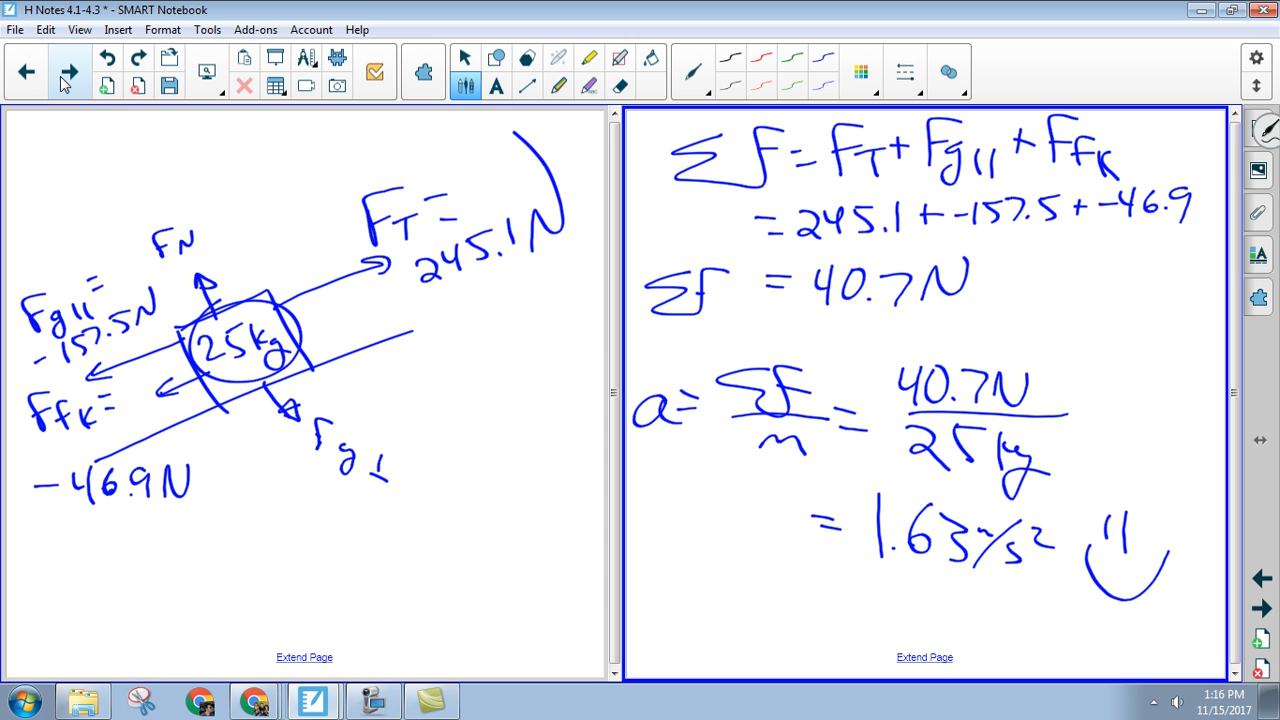 H Notes 4.1-4.3 * - SMART Notebook
File Edit View Insert Format Tools Add-ons Account Help
FT =
245.1N
FN
Fg|| =
-157.5N
25kg
Ffk =
-46.9N
Fg⊥
Extend Page
ΣF = FT + Fg|| + Ffk
= 245.1 + -157.5 + -46.9
ΣF = 40.7N
a = ΣF/m = 40.7N/25kg
= 1.63 m/s²
Extend Page
1:16 PM
11/15/2017